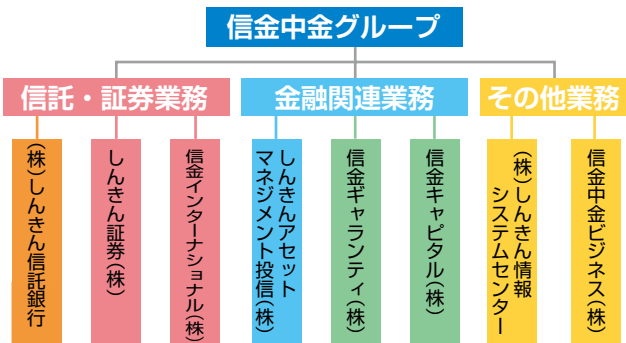 信金中金グループ
信託・証券業務
金融関連業務
その他業務
(株)しんきん信託銀行
しんきん証券(株)
信金インターナショナル(株)
しんきんアセット
マネジメント投信(株)
信金ギャランティ(株)
信金キャピタル(株)
(株)しんきん情報
システムセンター
信金中金ビジネス(株)